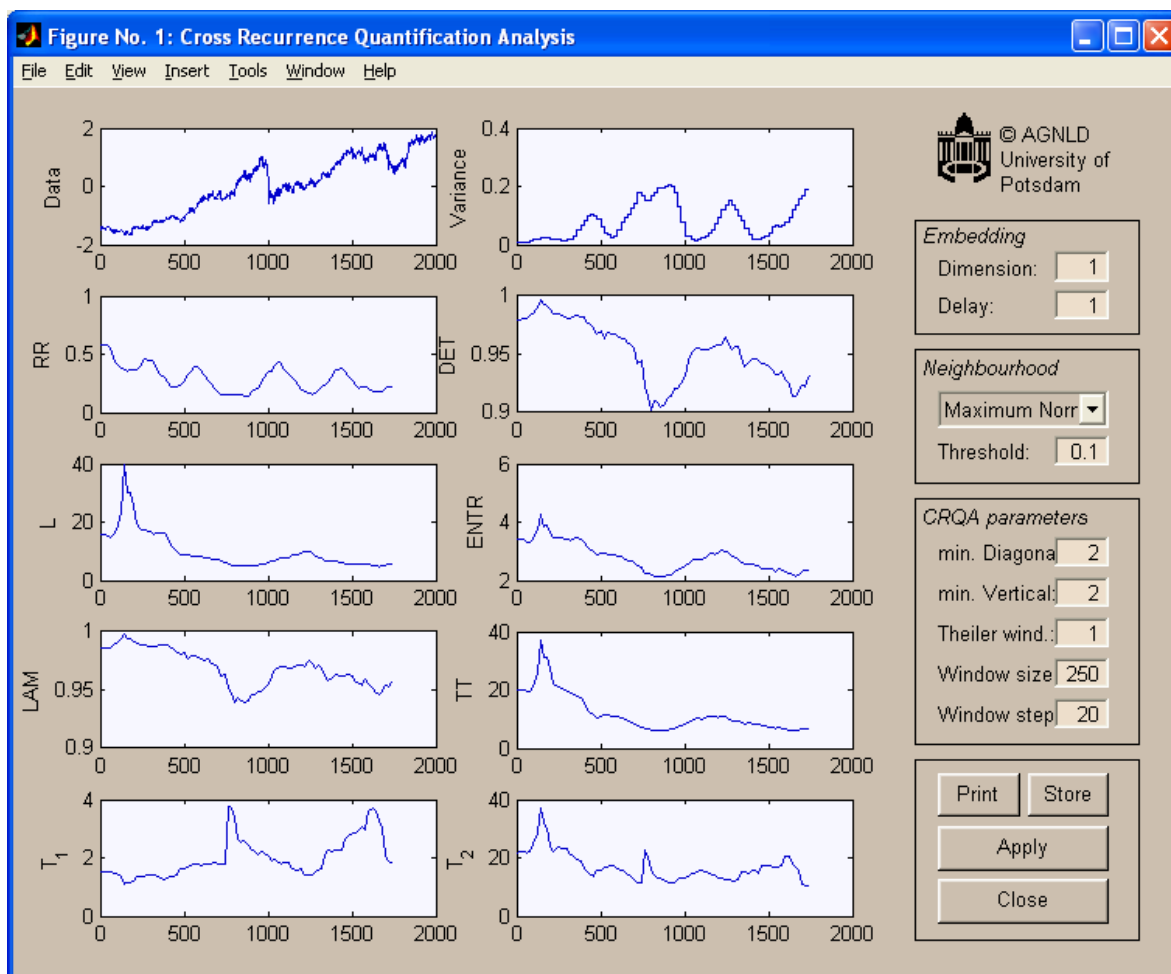 Figure No. 1: Cross Recurrence Quantification Analysis
File Edit View Insert Tools Window Help
Data
2
0
-2
0 500 1000 1500 2000
Variance
0.4
0.2
0
0 500 1000 1500 2000
RR
1
0.5
0
0 500 1000 1500 2000
DET
1
0.95
0.9
0 500 1000 1500 2000
L
40
20
0
0 500 1000 1500 2000
ENTR
6
4
2
0 500 1000 1500 2000
LAM
1
0.95
0.9
0 500 1000 1500 2000
TT
40
20
0
0 500 1000 1500 2000
T1
4
2
0
0 500 1000 1500 2000
T2
40
20
0
0 500 1000 1500 2000
© AGNLD
University of
Potsdam
Embedding
Dimension: 1
Delay: 1
Neighbourhood
Maximum Norr
Threshold: 0.1
CRQA parameters
min. Diagona 2
min. Vertical: 2
Theiler wind.: 1
Window size 250
Window step 20
Print Store
Apply
Close